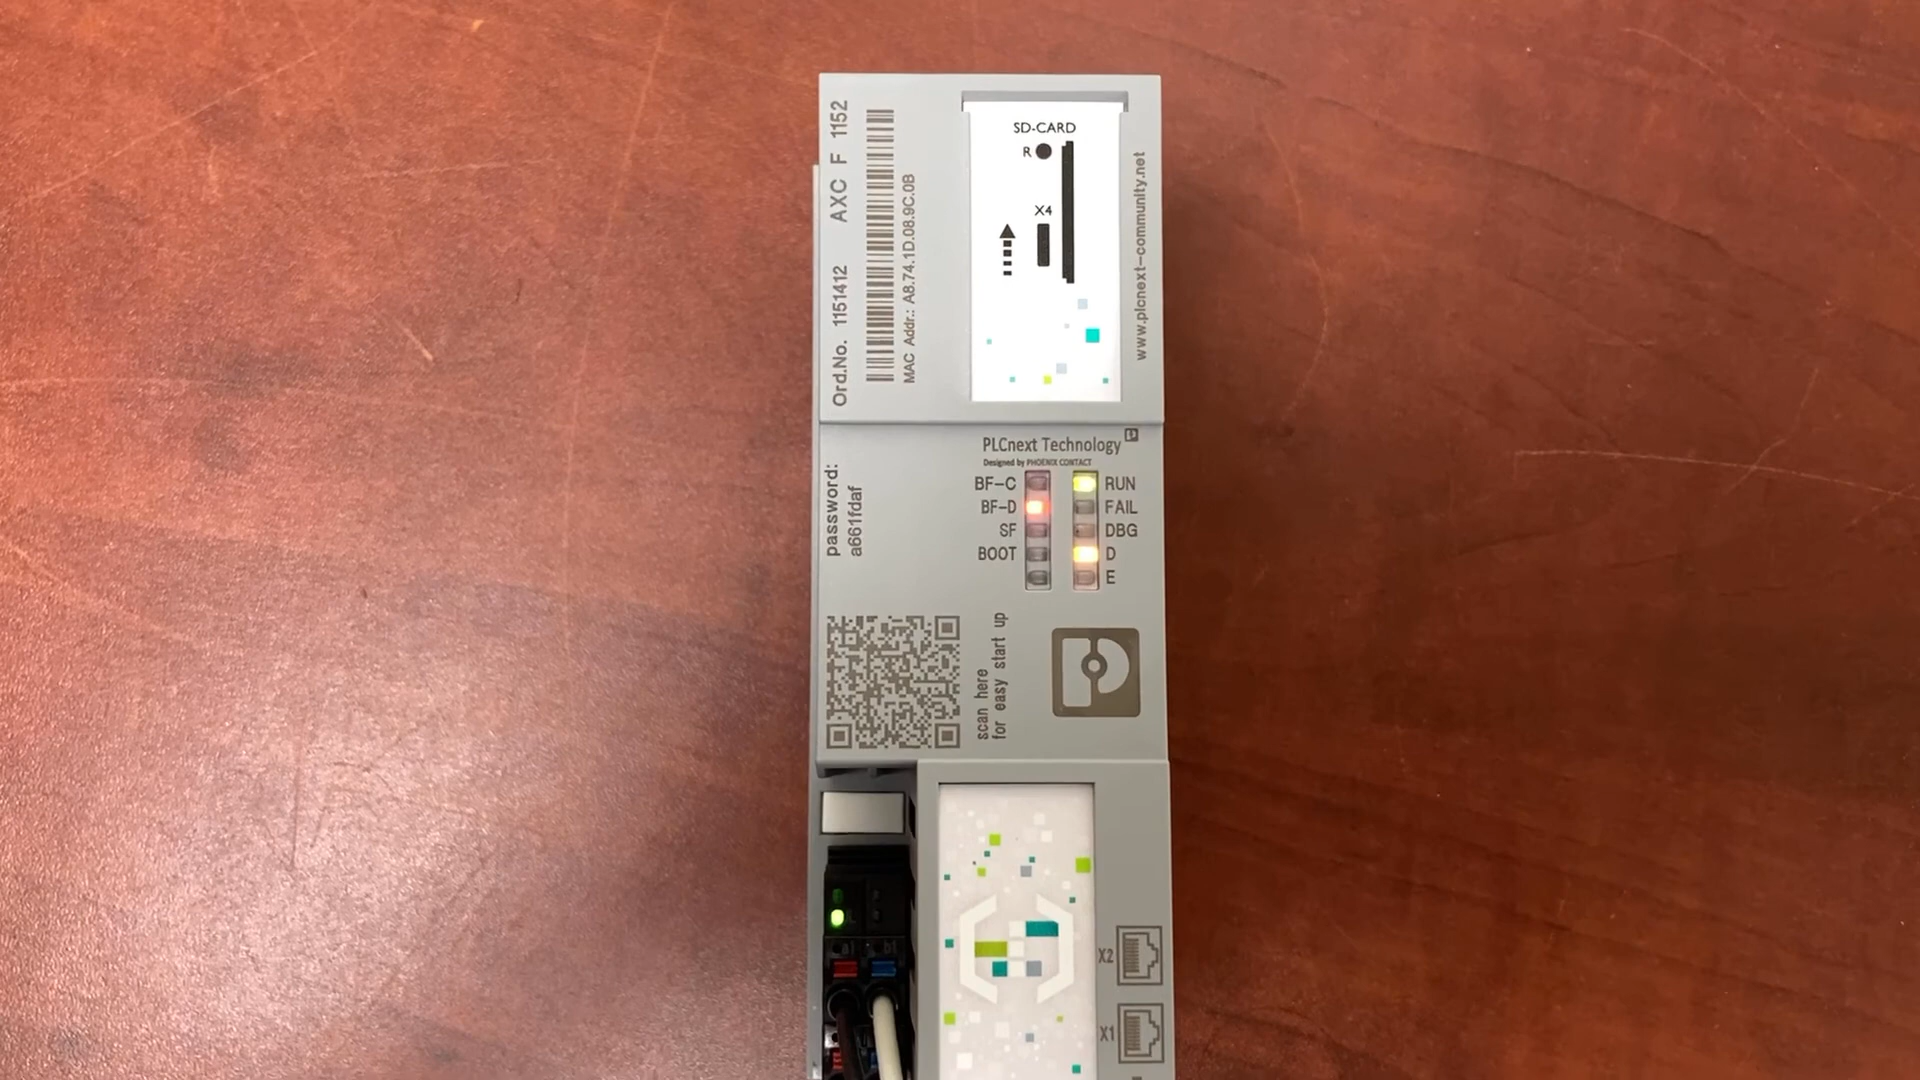 Ord.No. 1151412 AXC F 1152
MAC Addr.: A8.74.1D.08.9C.0B
SD-CARD
R
X4
www.plcnext-community.net
PLCnext Technology
Designed by PHOENIX CONTACT
password:
a661fdaf
BF-C
BF-D
SF
BOOT
RUN
FAIL
DBG
D
E
scan here
for easy start up
X2
X1